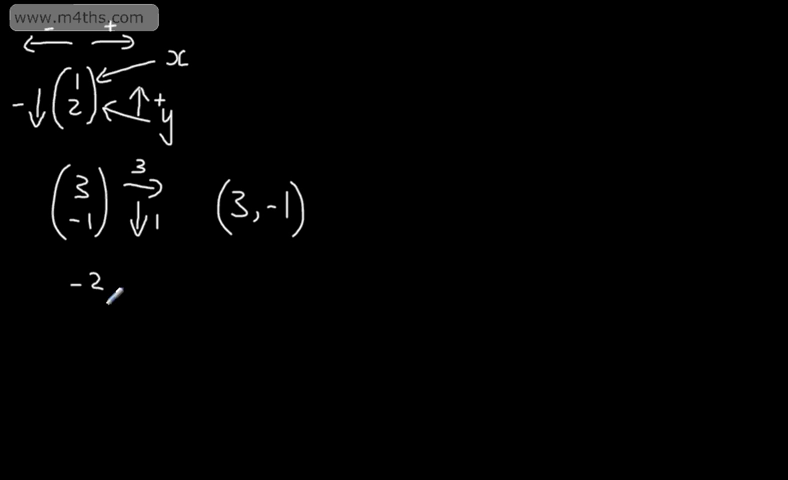 www.m4ths.com
- +
x
1
- 2 + y
3 3
-1 1 (3, -1)
-2